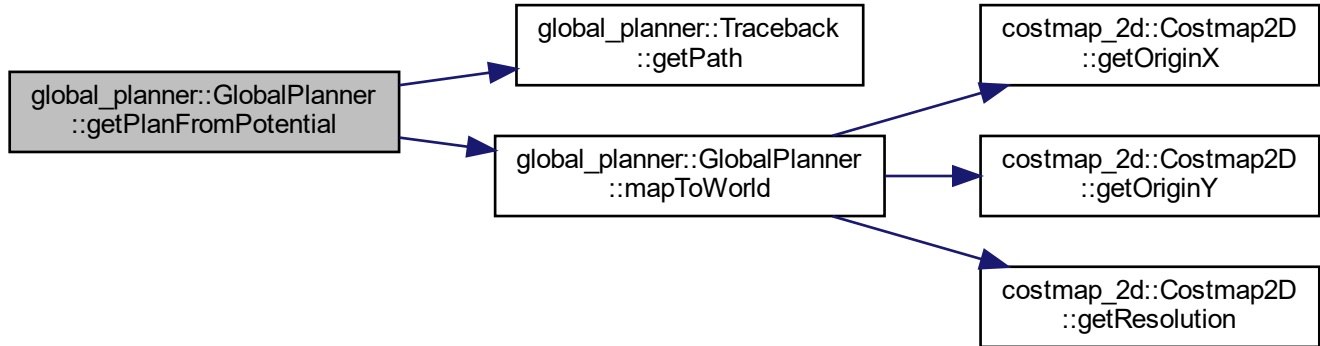 global_planner::GlobalPlanner
::getPlanFromPotential
global_planner::Traceback
::getPath
global_planner::GlobalPlanner
::mapToWorld
costmap_2d::Costmap2D
::getOriginX
costmap_2d::Costmap2D
::getOriginY
costmap_2d::Costmap2D
::getResolution